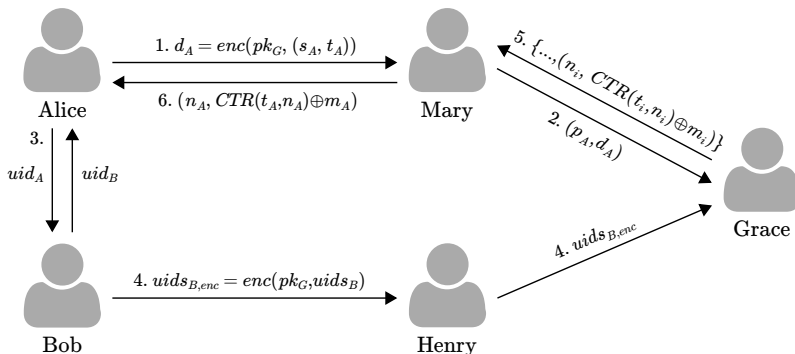 1. d_A = enc(pk_G, (s_A, t_A))
6. (n_A, CTR(t_A,n_A)⊕m_A)
5. {...,(n_i, CTR(t_i,n_i)⊕m_i)}
2. (p_A,d_A)
Alice
Mary
3.
uid_A
uid_B
Grace
4. uids_{B,enc} = enc(pk_G,uids_B)
4. uids_{B,enc}
Bob
Henry